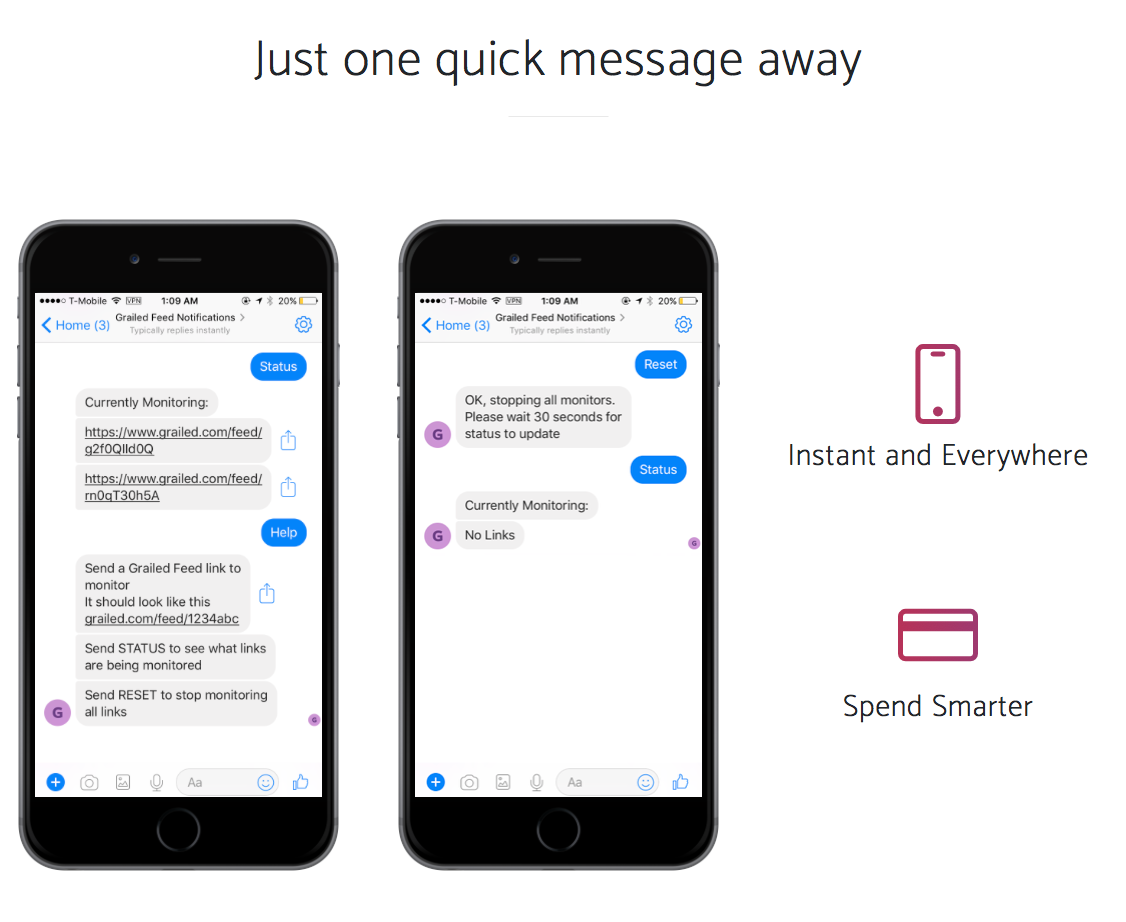 Just one quick message away
T-Mobile VPN 1:09 AM 20%
Home (3) Grailed Feed Notifications
Typically replies instantly
Status
Currently Monitoring:
https://www.grailed.com/feed/
g2f0QlId0Q
https://www.grailed.com/feed/
rn0qT30h5A
Help
Send a Grailed Feed link to
monitor
It should look like this
grailed.com/feed/1234abc
Send STATUS to see what links
are being monitored
Send RESET to stop monitoring
all links
G
G
Aa
T-Mobile VPN 1:09 AM 20%
Home (3) Grailed Feed Notifications
Typically replies instantly
Reset
OK, stopping all monitors.
Please wait 30 seconds for
status to update
G
Status
Currently Monitoring:
No Links
G
G
Aa
Instant and Everywhere
Spend Smarter